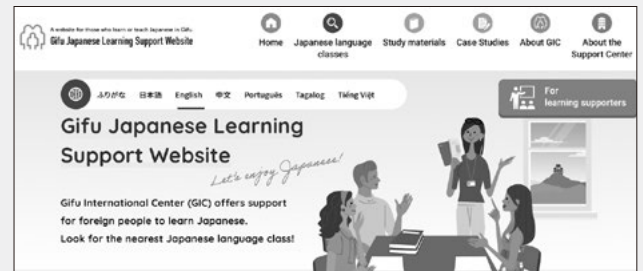 A website for those who learn or teach Japanese in Gifu.
Gifu Japanese Learning Support Website
Home
Japanese language
classes
Study materials
Case Studies
About GIC
About the
Support Center
ふりがな 日本語 English 中文 Português Tagalog Tiếng Việt
For
learning supporters
Gifu Japanese Learning
Support Website
Let's enjoy Japanese!
Gifu International Center (GIC) offers support
for foreign people to learn Japanese.
Look for the nearest Japanese language class!